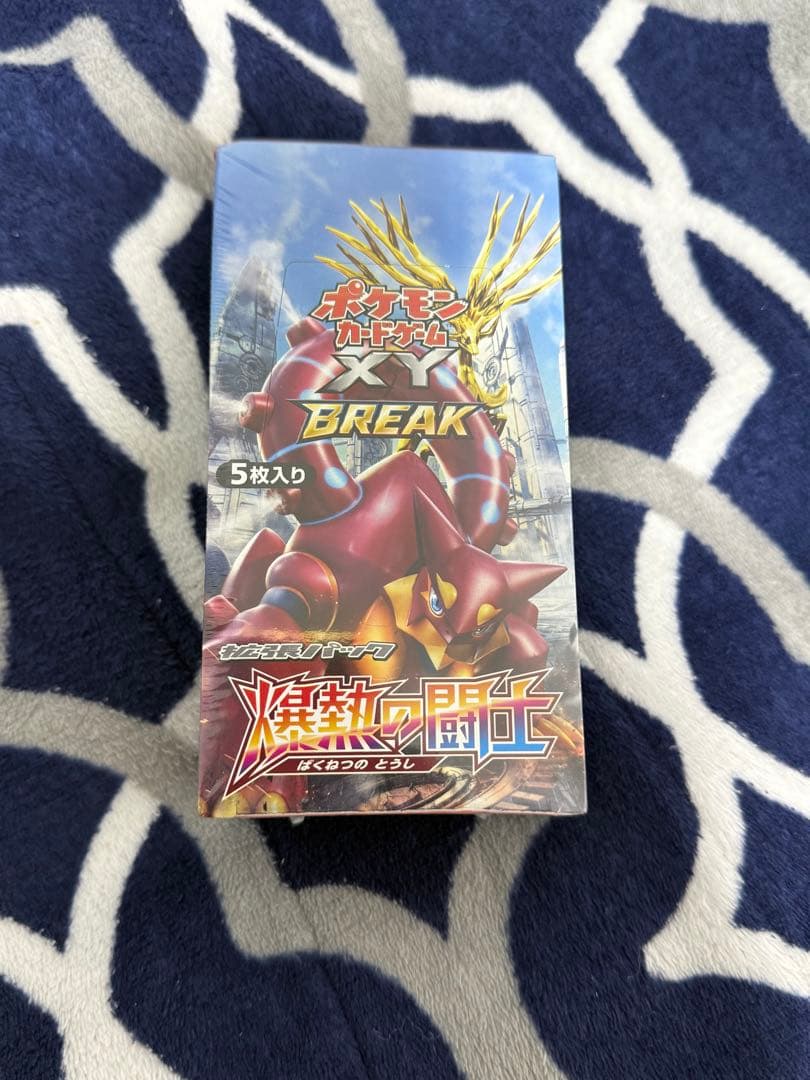 ポケモン
カードゲーム
XY
BREAK
5枚入り
拡張パック
爆熱の闘士
ばくねつの とうし